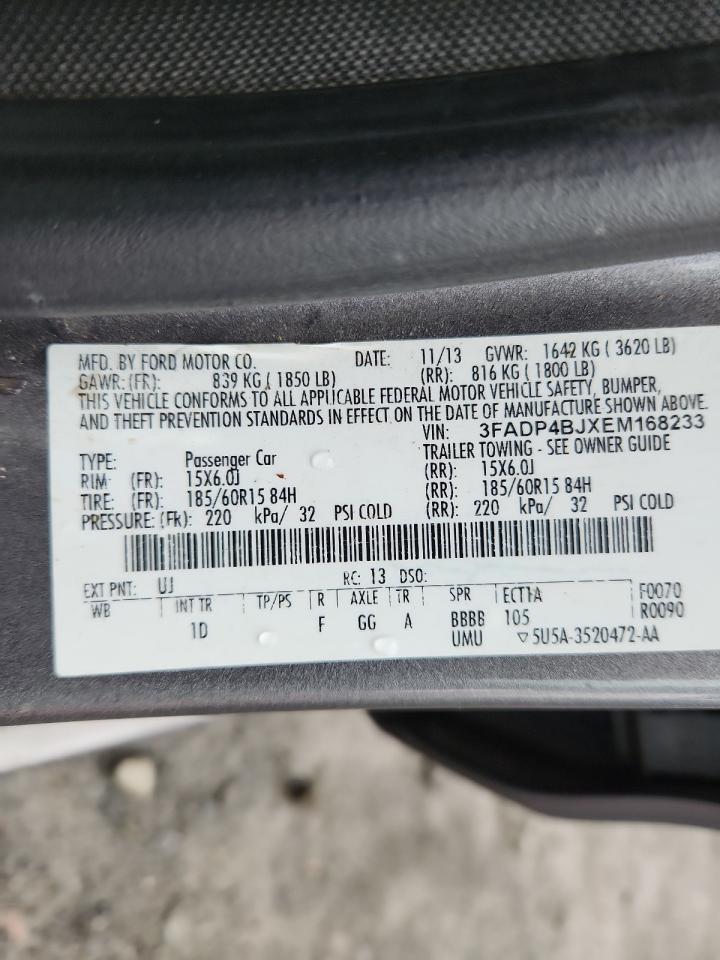 MFD. BY FORD MOTOR CO. DATE: 11/13 GVWR: 1642 KG ( 3620 LB)
GAWR: (FR): 839 KG ( 1850 LB) (RR): 816 KG ( 1800 LB)
THIS VEHICLE CONFORMS TO ALL APPLICABLE FEDERAL MOTOR VEHICLE SAFETY, BUMPER,
AND THEFT PREVENTION STANDARDS IN EFFECT ON THE DATE OF MANUFACTURE SHOWN ABOVE.
VIN: 3FADP4BJXEM168233
TYPE: Passenger Car TRAILER TOWING - SEE OWNER GUIDE
RIM (FR): 15X6.0J (RR): 15X6.0J
TIRE: (FR): 185/60R15 84H (RR): 185/60R15 84H
PRESSURE: (FR): 220 kPa/ 32 PSI COLD (RR): 220 kPa/ 32 PSI COLD
EXT PNT: UJ RC: 13 DSO:
WB INT TR TP/PS R AXLE TR SPR ECT1A F0070
1D F GG A BBBB 105 R0090
UMU ▽5U5A-3520472-AA